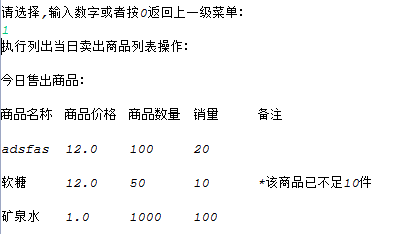 请选择,输入数字或者按0返回上一级菜单:
1
执行列出当日卖出商品列表操作:
今日售出商品:
商品名称 商品价格 商品数量 销量 备注
adsfas 12.0 100 20
软糖 12.0 50 10 *该商品已不足10件
矿泉水 1.0 1000 100